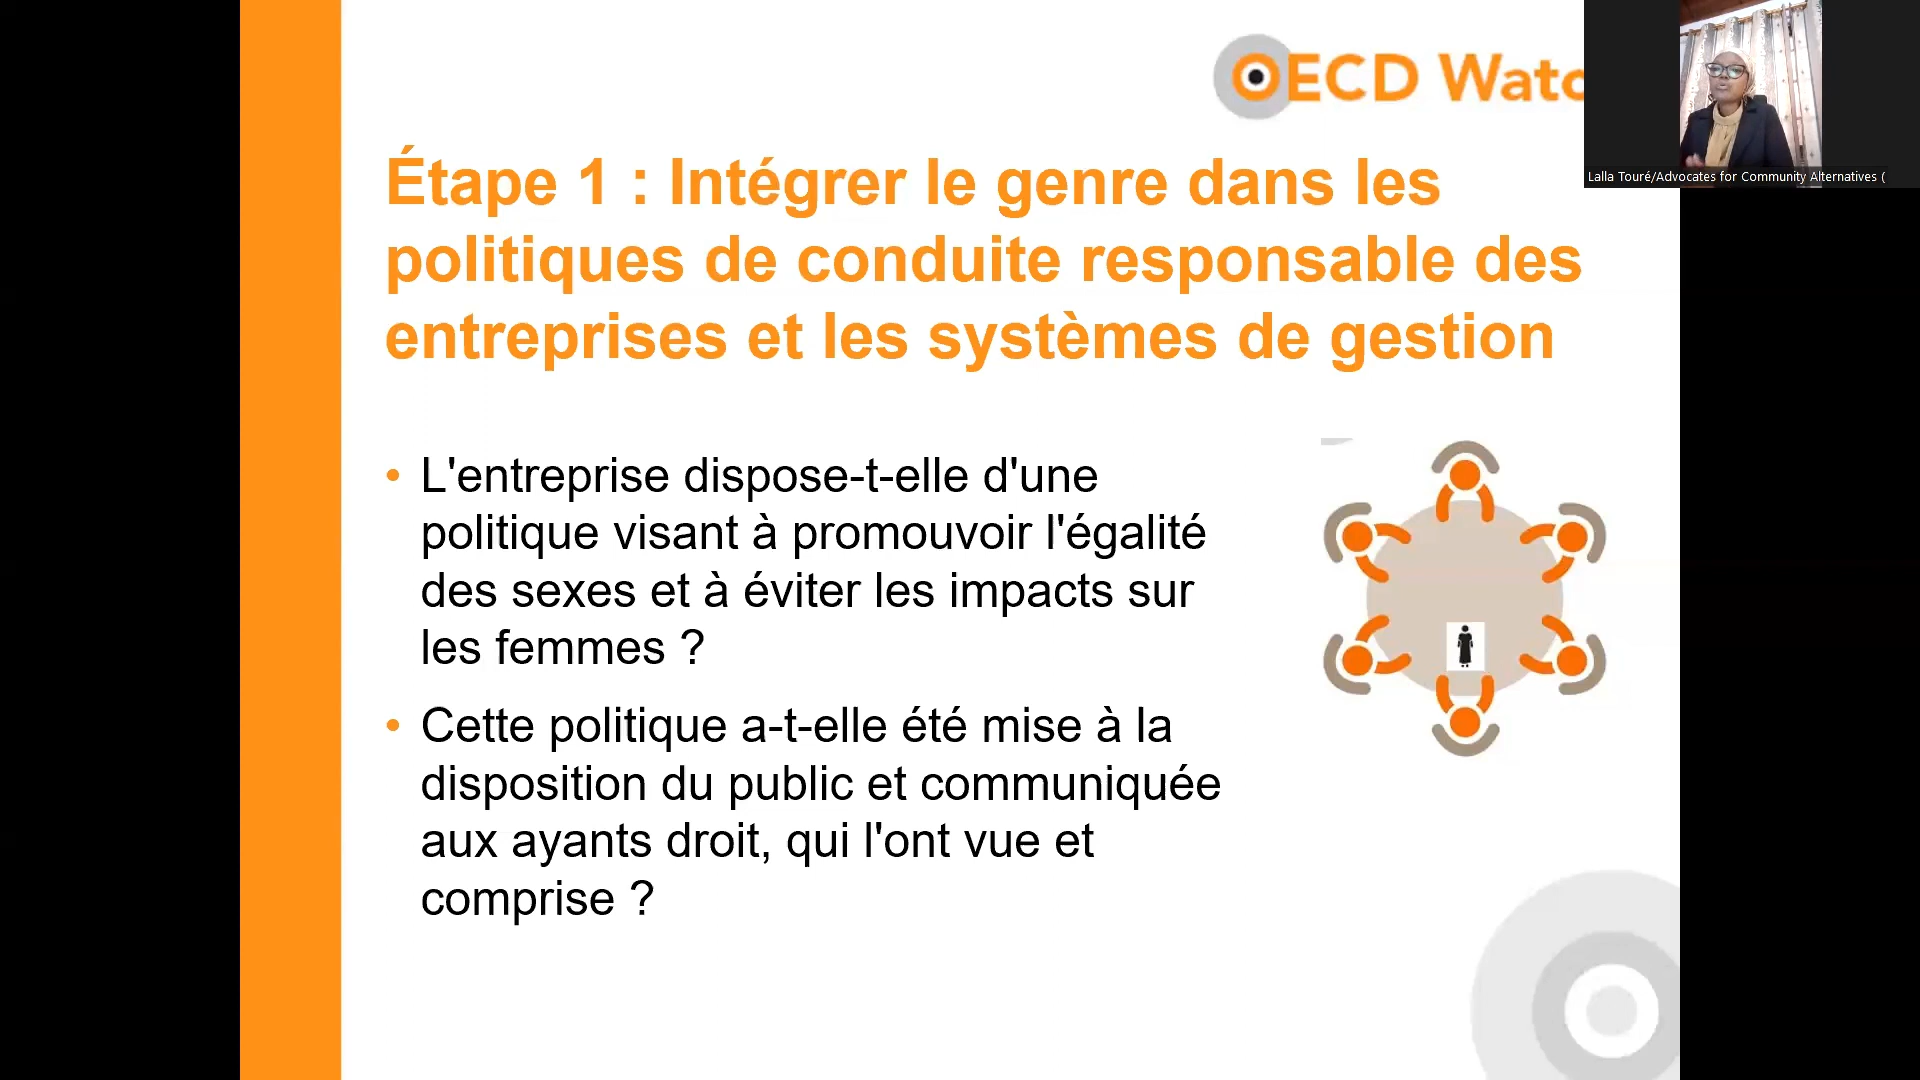 OECD Watc
Lalla Touré/Advocates for Community Alternatives (
Étape 1 : Intégrer le genre dans les
politiques de conduite responsable des
entreprises et les systèmes de gestion
• L'entreprise dispose-t-elle d'une
politique visant à promouvoir l'égalité
des sexes et à éviter les impacts sur
les femmes ?
• Cette politique a-t-elle été mise à la
disposition du public et communiquée
aux ayants droit, qui l'ont vue et
comprise ?